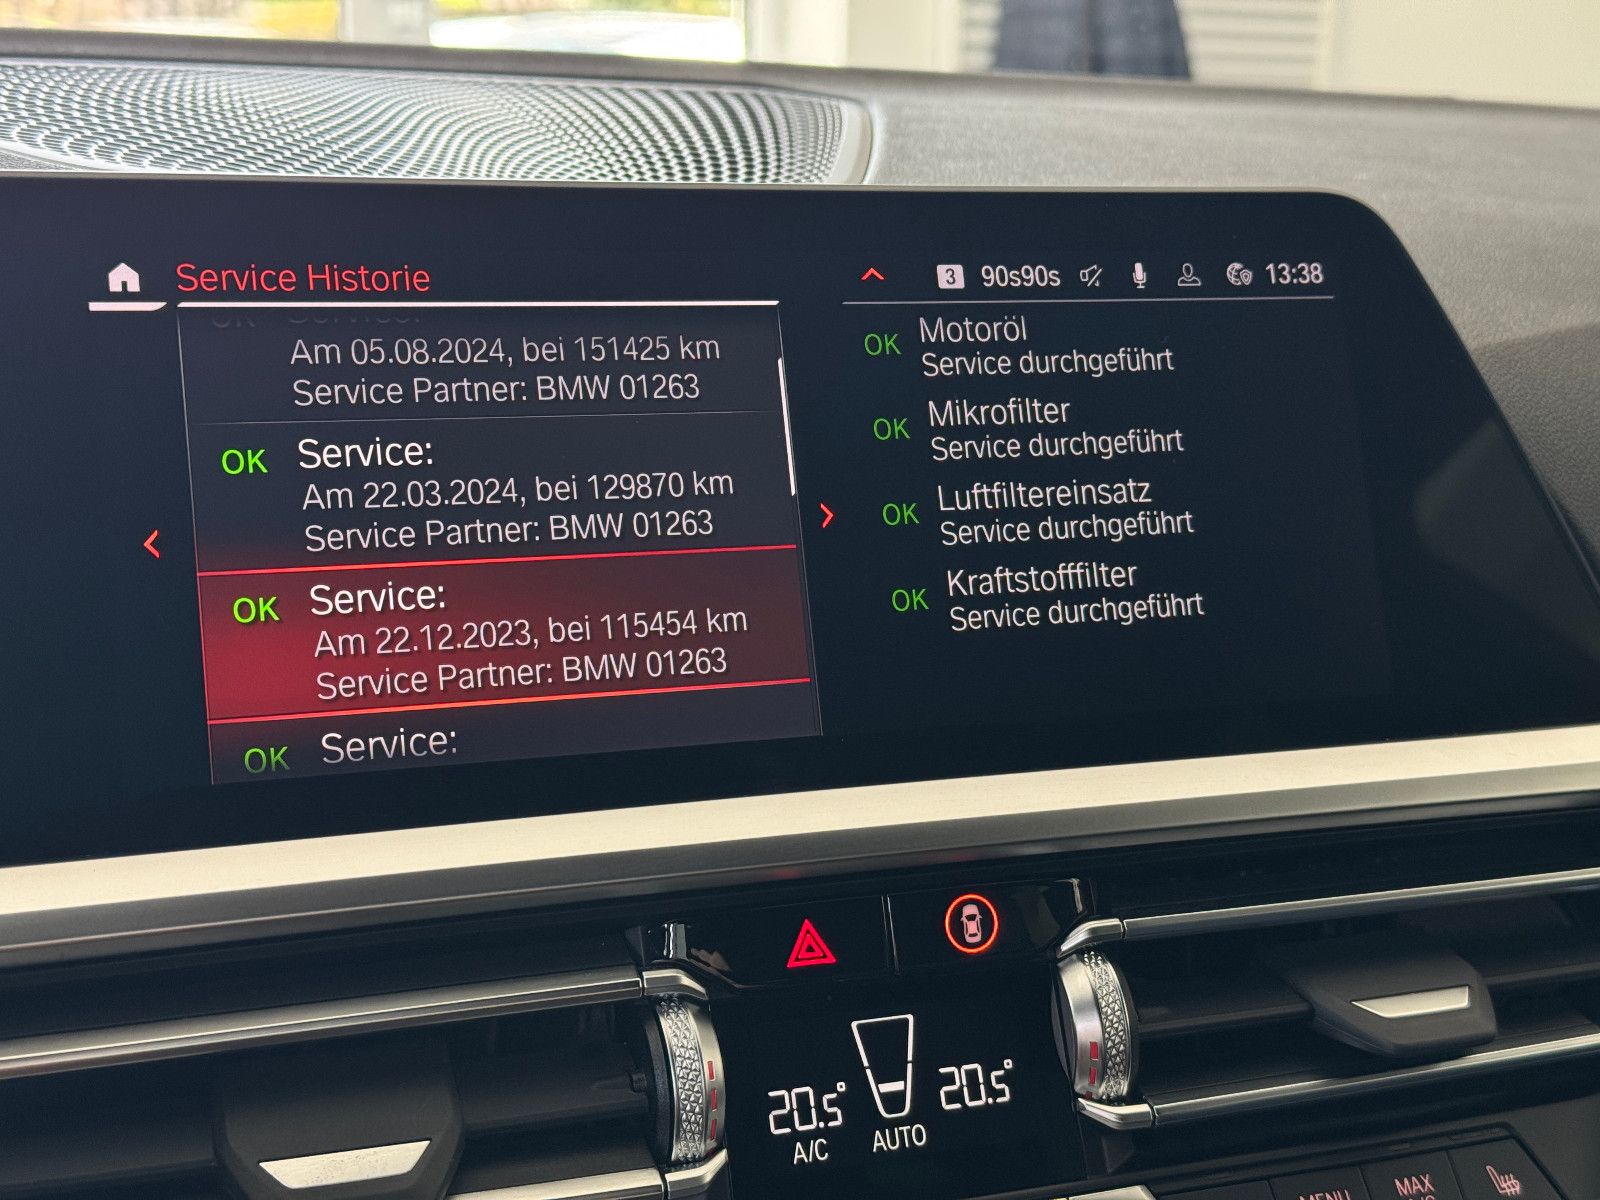 Service Historie
3 90s90s 13:38
Service:
Am 05.08.2024, bei 151425 km
Service Partner: BMW 01263
OK Service:
Am 22.03.2024, bei 129870 km
Service Partner: BMW 01263
OK Service:
Am 22.12.2023, bei 115454 km
Service Partner: BMW 01263
OK Service:
OK Motoröl
Service durchgeführt
OK Mikrofilter
Service durchgeführt
OK Luftfiltereinsatz
Service durchgeführt
OK Kraftstofffilter
Service durchgeführt
20.5° 20.5°
A/C AUTO
MENU MAX